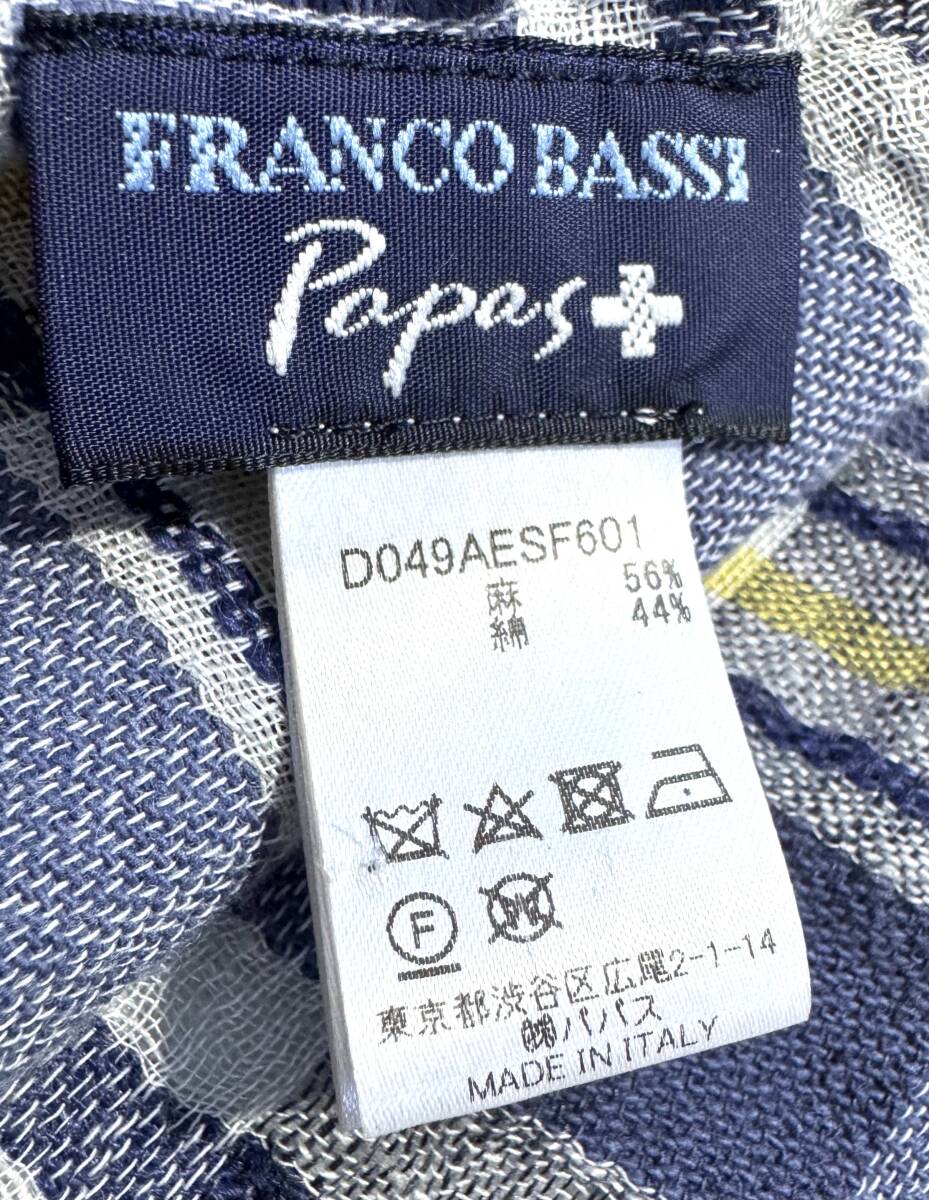 FRANCO BASSI
Papas+
D049AESF601
麻 56%
綿 44%
F
W
東京都渋谷区広尾2-1-14
㈱パパス
MADE IN ITALY